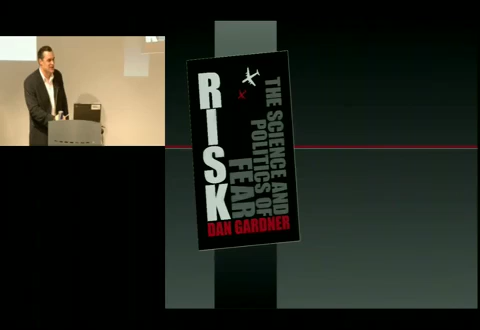 RISK
THE SCIENCE AND
POLITICS OF
FEAR
DAN GARDNER